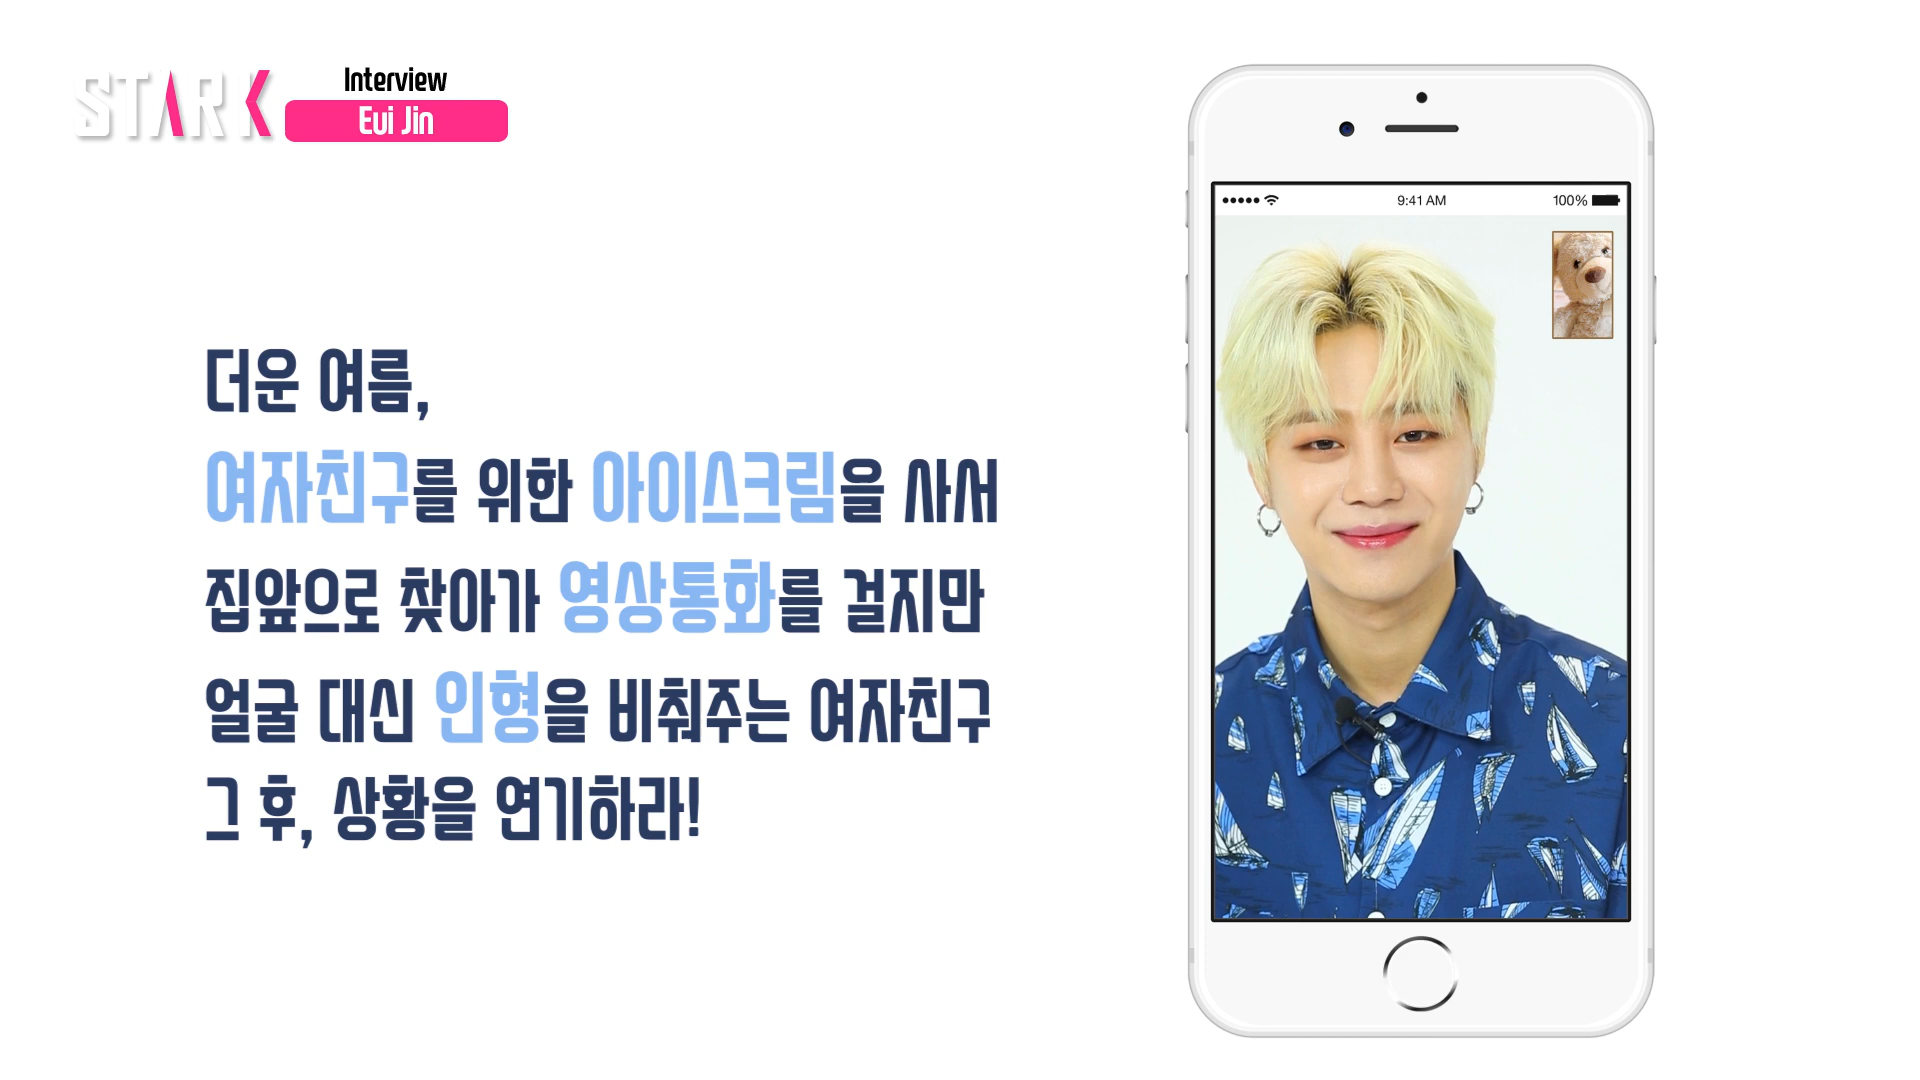 STARK
Interview
Eui Jin
9:41 AM
100%
더운 여름,
여자친구를 위한 아이스크림을 사서
집앞으로 찾아가 영상통화를 걸지만
얼굴 대신 인형을 비춰주는 여자친구
그 후, 상황을 연기하라!